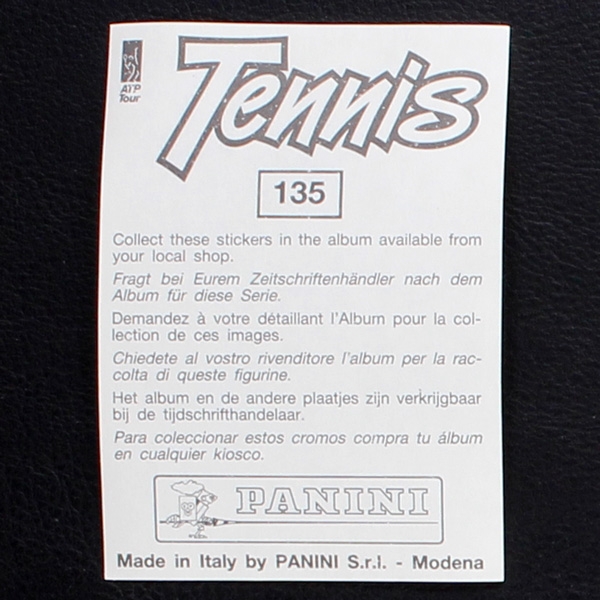 ATP
Tour
Tennis
135
Collect these stickers in the album available from
your local shop.
Fragt bei Eurem Zeitschriftenhändler nach dem
Album für diese Serie.
Demandez à votre détaillant l'Album pour la col-
lection de ces images.
Chiedete al vostro rivenditore l'album per la rac-
colta di queste figurine.
Het album en de andere plaatjes zijn verkrijgbaar
bij de tijdschrifthandelaar.
Para coleccionar estos cromos compra tu álbum
en cualquier kiosco.
PANINI
Made in Italy by PANINI S.r.l. - Modena